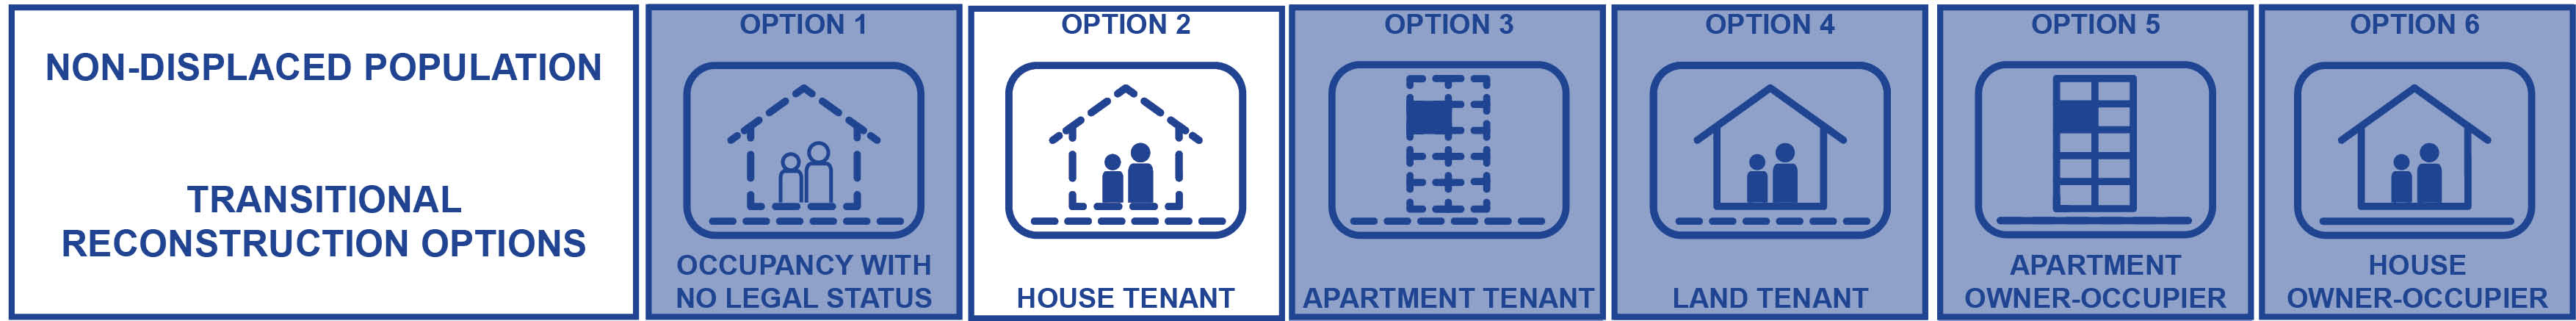 NON-DISPLACED POPULATION
TRANSITIONAL
RECONSTRUCTION OPTIONS
OPTION 1
OCCUPANCY WITH
NO LEGAL STATUS
OPTION 2
HOUSE TENANT
OPTION 3
APARTMENT TENANT
OPTION 4
LAND TENANT
OPTION 5
APARTMENT
OWNER-OCCUPIER
OPTION 6
HOUSE
OWNER-OCCUPIER